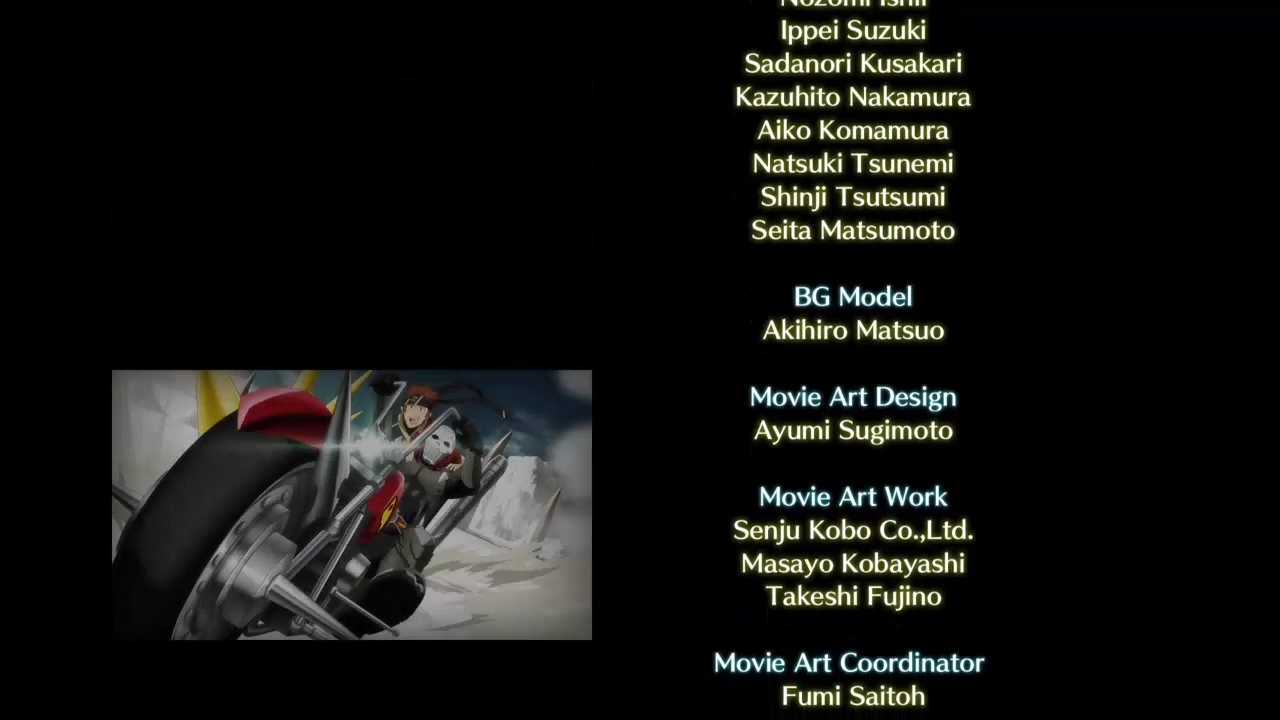 Nozomi Ishii
Ippei Suzuki
Sadanori Kusakari
Kazuhito Nakamura
Aiko Komamura
Natsuki Tsunemi
Shinji Tsutsumi
Seita Matsumoto
BG Model
Akihiro Matsuo
Movie Art Design
Ayumi Sugimoto
Movie Art Work
Senju Kobo Co.,Ltd.
Masayo Kobayashi
Takeshi Fujino
Movie Art Coordinator
Fumi Saitoh